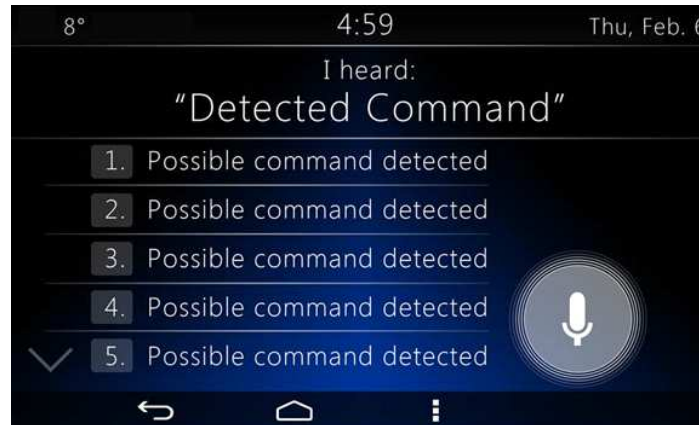 8° 4:59 Thu, Feb. 6
I heard:
"Detected Command"
1. Possible command detected
2. Possible command detected
3. Possible command detected
4. Possible command detected
5. Possible command detected